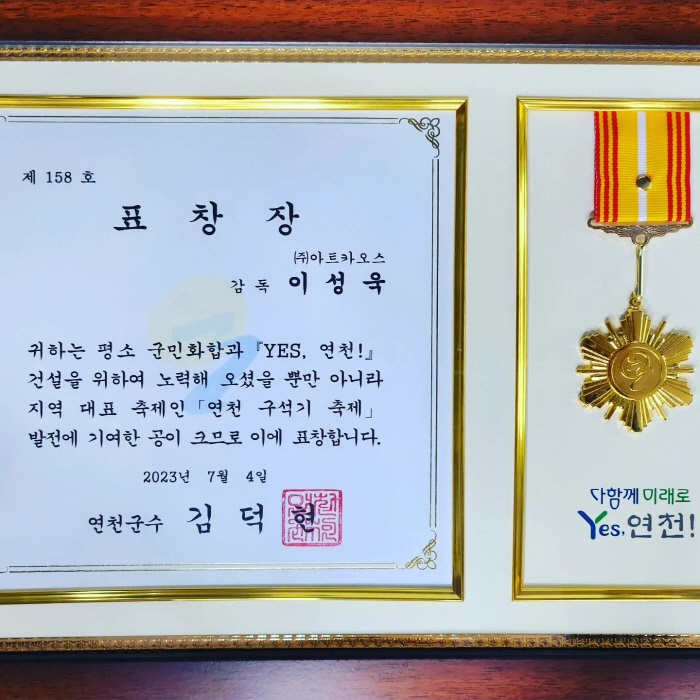 제 158 호
표 창 장
㈜아트카오스
감 독 이 성 욱
위하는 평소 군민화합과 『YES, 연천!』
건설을 위하여 노력해 오셨을 뿐만 아니라
지역 대표 축제인 「연천 구석기 축제」
발전에 기여한 공이 크므로 이에 표창합니다.
2023년 7월 4일
연천군수 김 덕 현
다함께 미래로
Yes, 연천!